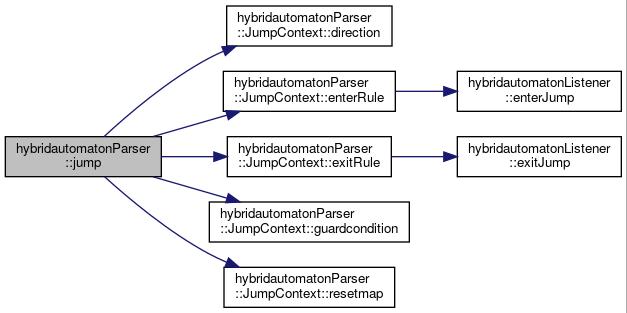 hybridautomatonParser
::jump
hybridautomatonParser
::JumpContext::direction
hybridautomatonParser
::JumpContext::enterRule
hybridautomatonListener
::enterJump
hybridautomatonParser
::JumpContext::exitRule
hybridautomatonListener
::exitJump
hybridautomatonParser
::JumpContext::guardcondition
hybridautomatonParser
::JumpContext::resetmap